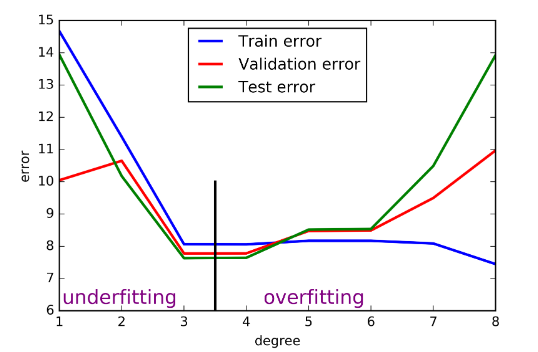 15
14
13
12
11
10
9
8
7
6
error
Train error
Validation error
Test error
underfitting overfitting
1 2 3 4 5 6 7 8
degree